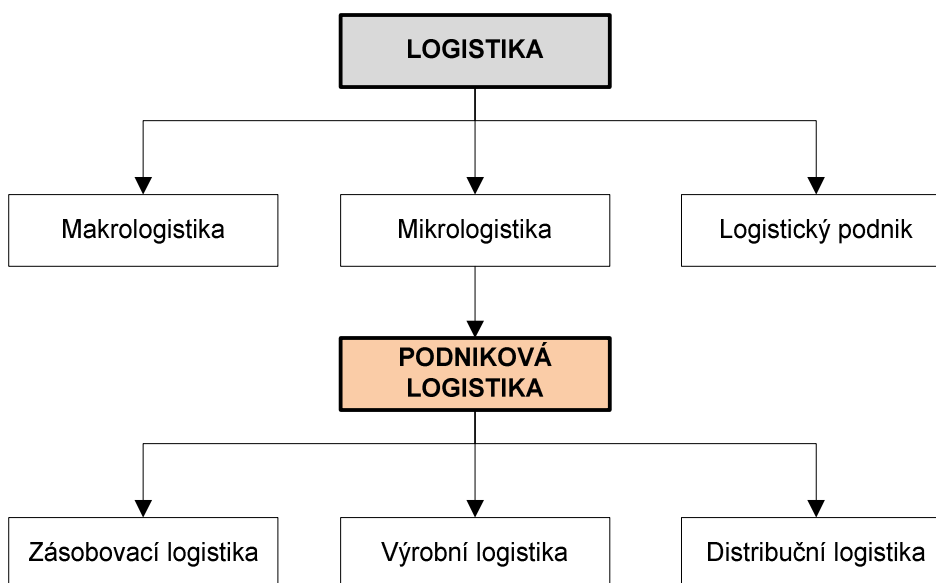 LOGISTIKA
Makrologistika
Mikrologistika
Logistický podnik
PODNIKOVÁ
LOGISTIKA
Zásobovací logistika
Výrobní logistika
Distribuční logistika